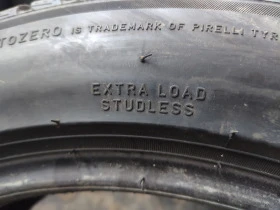 TOZERO IS TRADEMARK OF PIRELLI TYR
EXTRA LOAD
STUDLESS